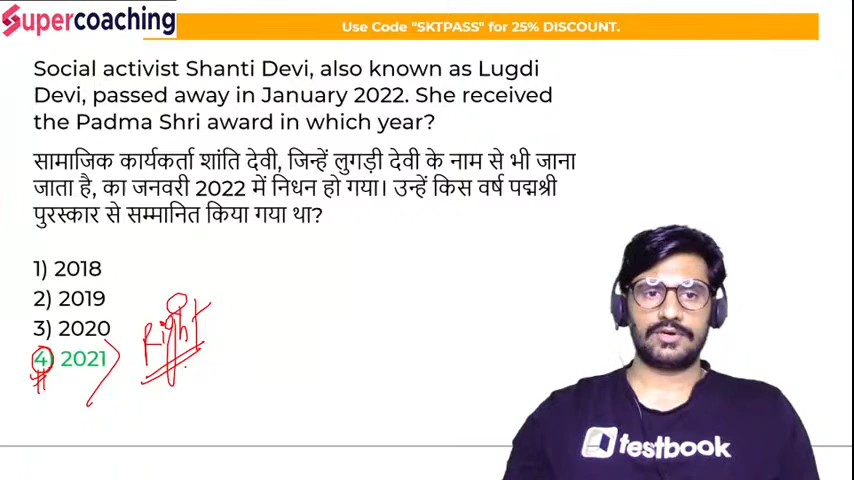 Supercoaching
Use Code "SKTPASS" for 25% DISCOUNT.
Social activist Shanti Devi, also known as Lugdi
Devi, passed away in January 2022. She received
the Padma Shri award in which year?
सामाजिक कार्यकर्ता शांति देवी, जिन्हें लुगड़ी देवी के नाम से भी जाना
जाता है, का जनवरी 2022 में निधन हो गया। उन्हें किस वर्ष पद्मश्री
पुरस्कार से सम्मानित किया गया था?
1) 2018
2) 2019
3) 2020
4) 2021
Right
testbook